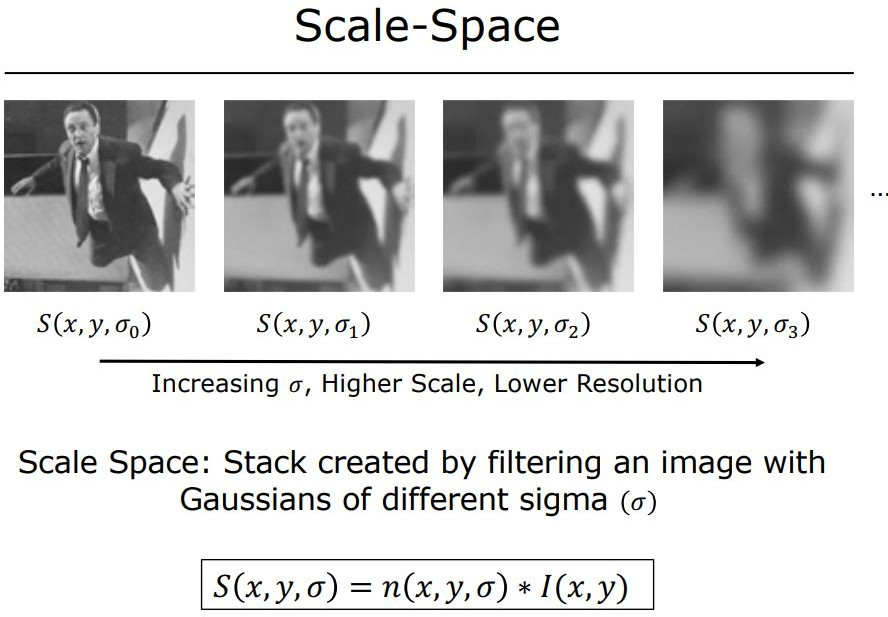 Scale-Space
S(x, y, σ₀) S(x, y, σ₁) S(x, y, σ₂) S(x, y, σ₃) ...
Increasing σ, Higher Scale, Lower Resolution
Scale Space: Stack created by filtering an image with
Gaussians of different sigma (σ)
S(x, y, σ) = n(x, y, σ) ∗ I(x, y)